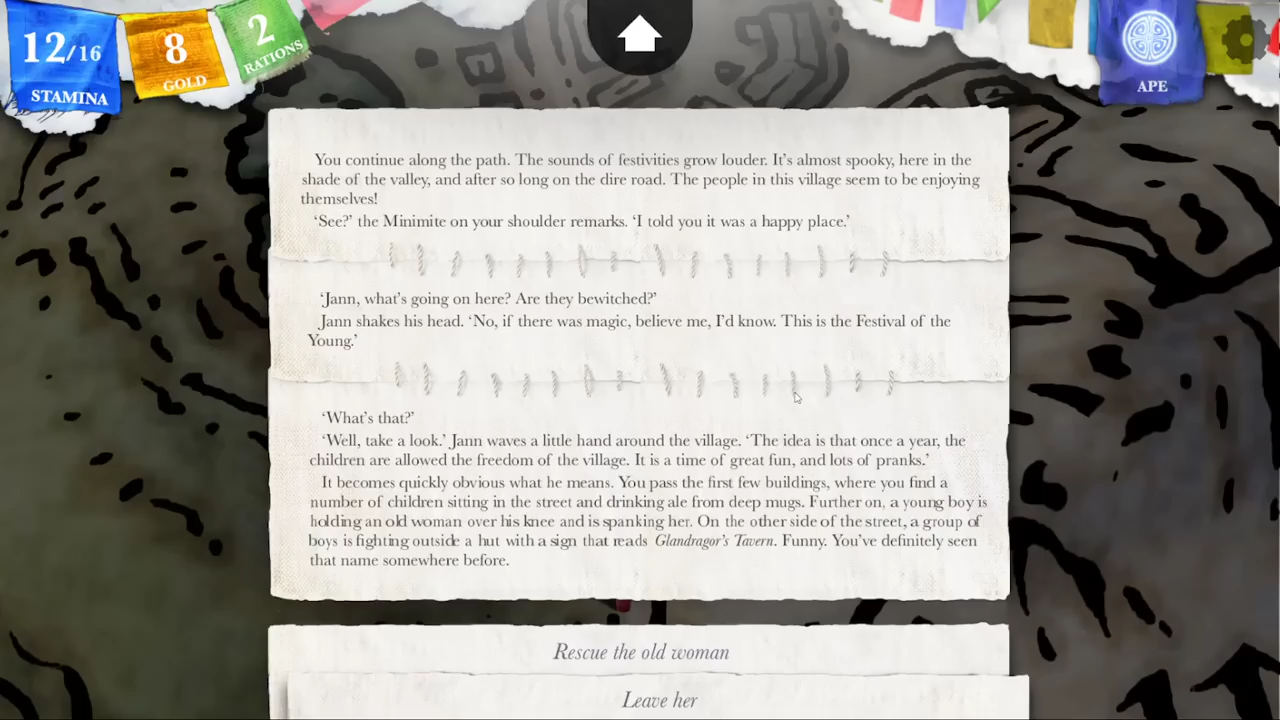 12/16
STAMINA
8
GOLD
2
RATIONS
APE
You continue along the path. The sounds of festivities grow louder. It's almost spooky, here in the
shade of the valley, and after so long on the dire road. The people in this village seem to be enjoying
themselves!
‘See?’ the Minimite on your shoulder remarks. ‘I told you it was a happy place.’
‘Jann, what’s going on here? Are they bewitched?’
Jann shakes his head. ‘No, if there was magic, believe me, I’d know. This is the Festival of the
Young.’
‘What’s that?’
‘Well, take a look.’ Jann waves a little hand around the village. ‘The idea is that once a year, the
children are allowed the freedom of the village. It is a time of great fun, and lots of pranks.’
It becomes quickly obvious what he means. You pass the first few buildings, where you find a
number of children sitting in the street and drinking ale from deep mugs. Further on, a young boy is
holding an old woman over his knee and is spanking her. On the other side of the street, a group of
boys is fighting outside a hut with a sign that reads Glandragor’s Tavern. Funny. You’ve definitely seen
that name somewhere before.
Rescue the old woman
Leave her